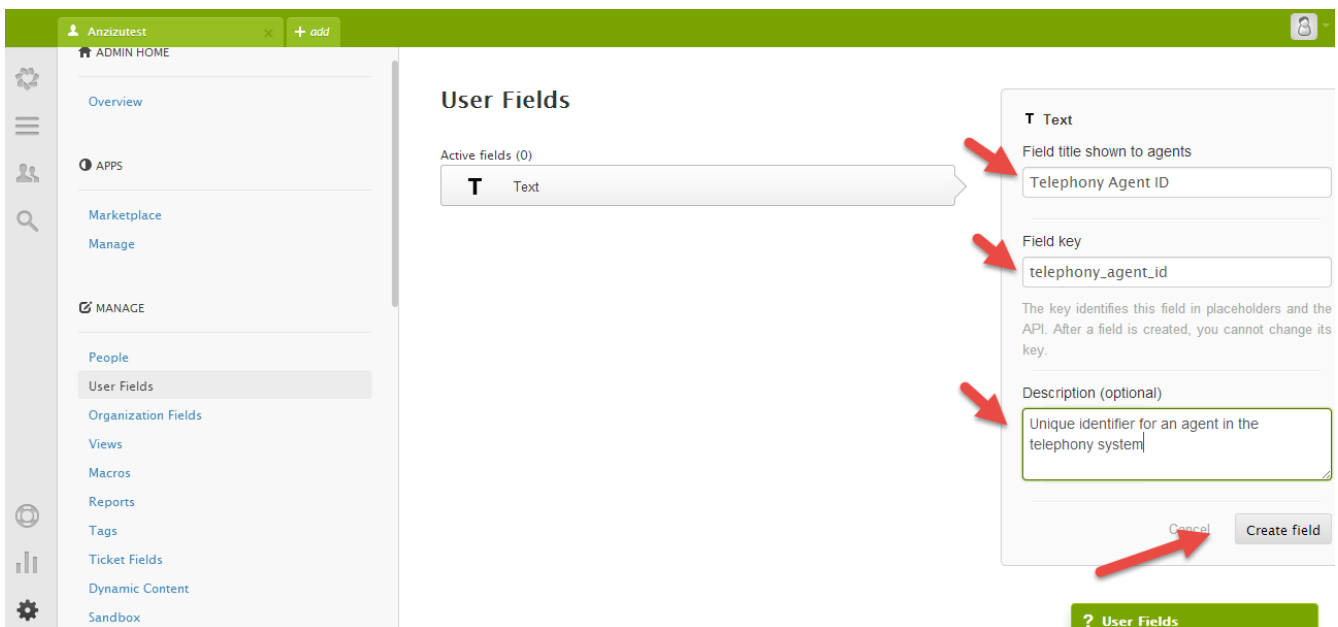 Anzizutest
+ add
ADMIN HOME
Overview
APPS
Marketplace
Manage
MANAGE
People
User Fields
Organization Fields
Views
Macros
Reports
Tags
Ticket Fields
Dynamic Content
Sandbox
User Fields
Active fields (0)
T Text
T Text
Field title shown to agents
Telephony Agent ID
Field key
telephony_agent_id
The key identifies this field in placeholders and the
API. After a field is created, you cannot change its
key.
Description (optional)
Unique identifier for an agent in the
telephony system
Cancel Create field
? User Fields